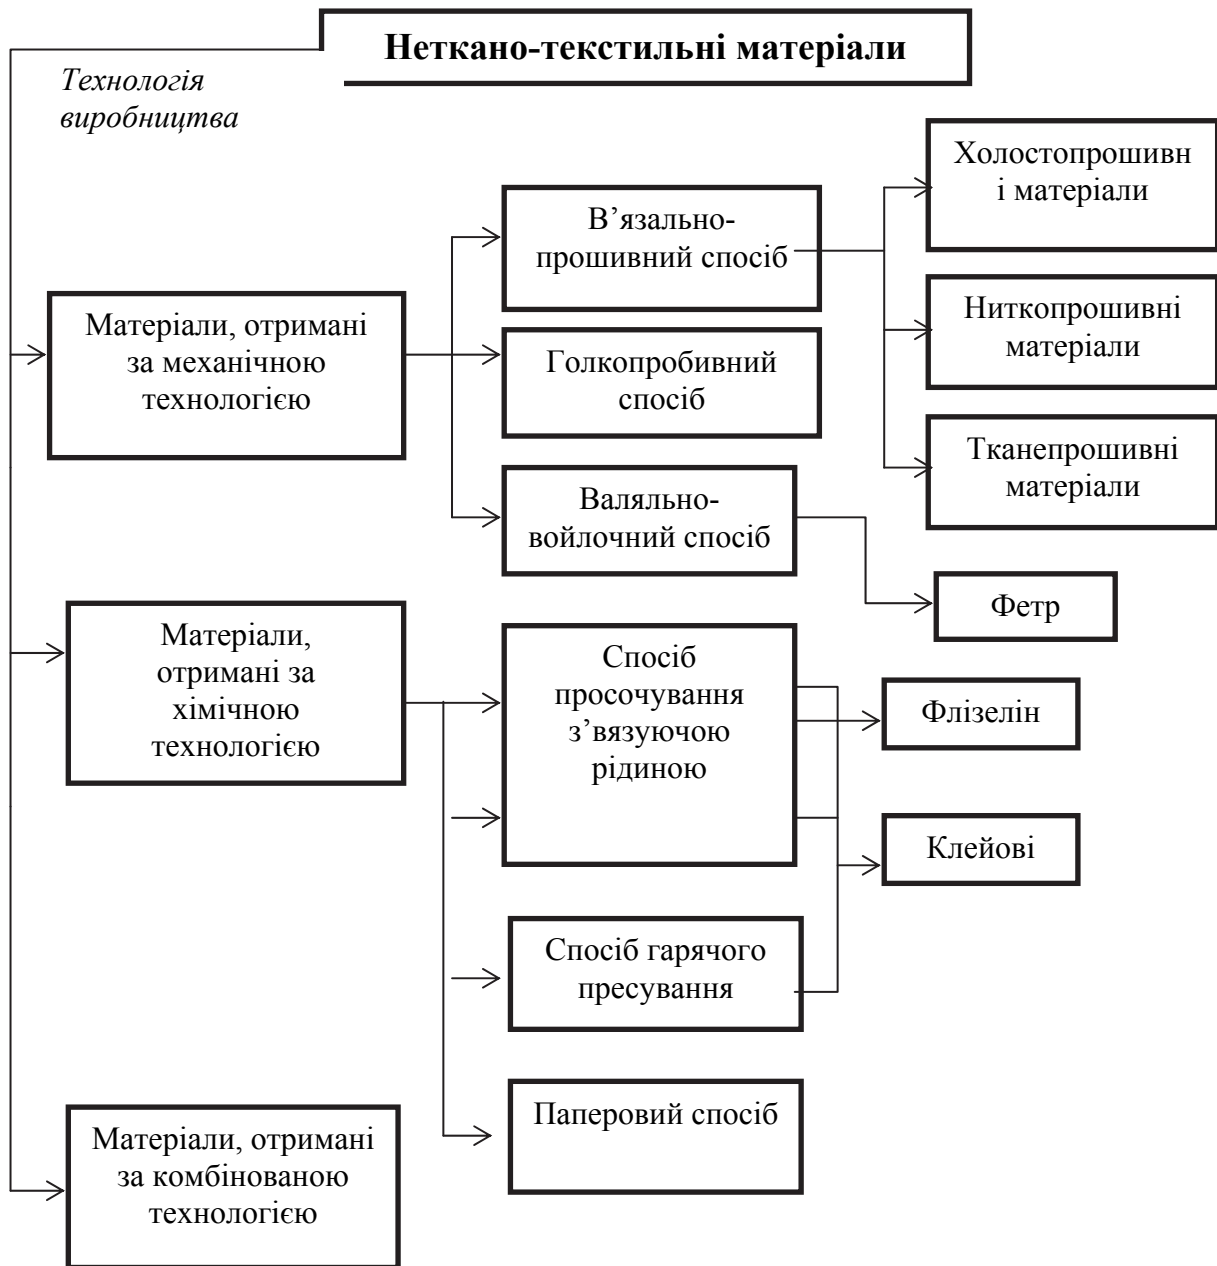 Неткано-текстильні матеріали
Технологія
виробництва
Холостопрошивн
і матеріали
В’язально-
прошивний спосіб
Ниткопрошивні
матеріали
Матеріали, отримані
за механічною
технологією
Голкопробивний
спосіб
Тканепрошивні
матеріали
Валяльно-
войлочний спосіб
Фетр
Матеріали,
отримані за
хімічною
технологією
Спосіб
просочування
з’вязуючою
рідиною
Флізелін
Клейові
Спосіб гарячого
пресування
Паперовий спосіб
Матеріали, отримані
за комбінованою
технологією